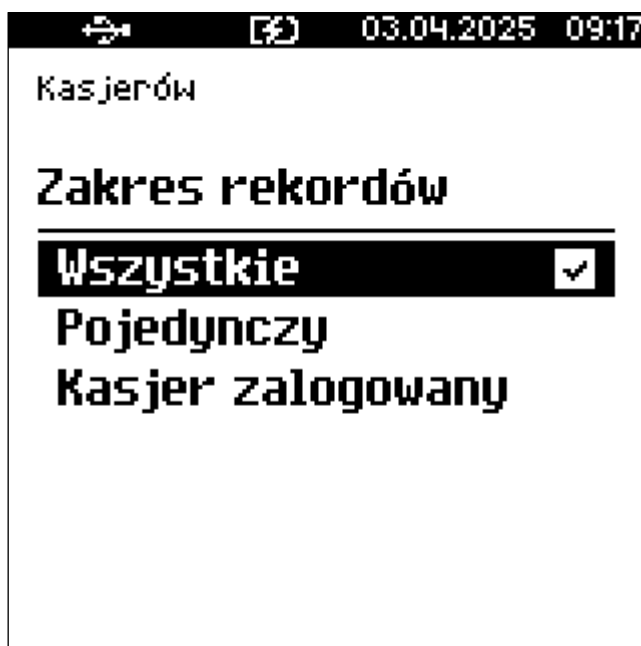 03.04.2025 09:17
Kasjerów
Zakres rekordów
Wszystkie
Pojedynczy
Kasjer zalogowany